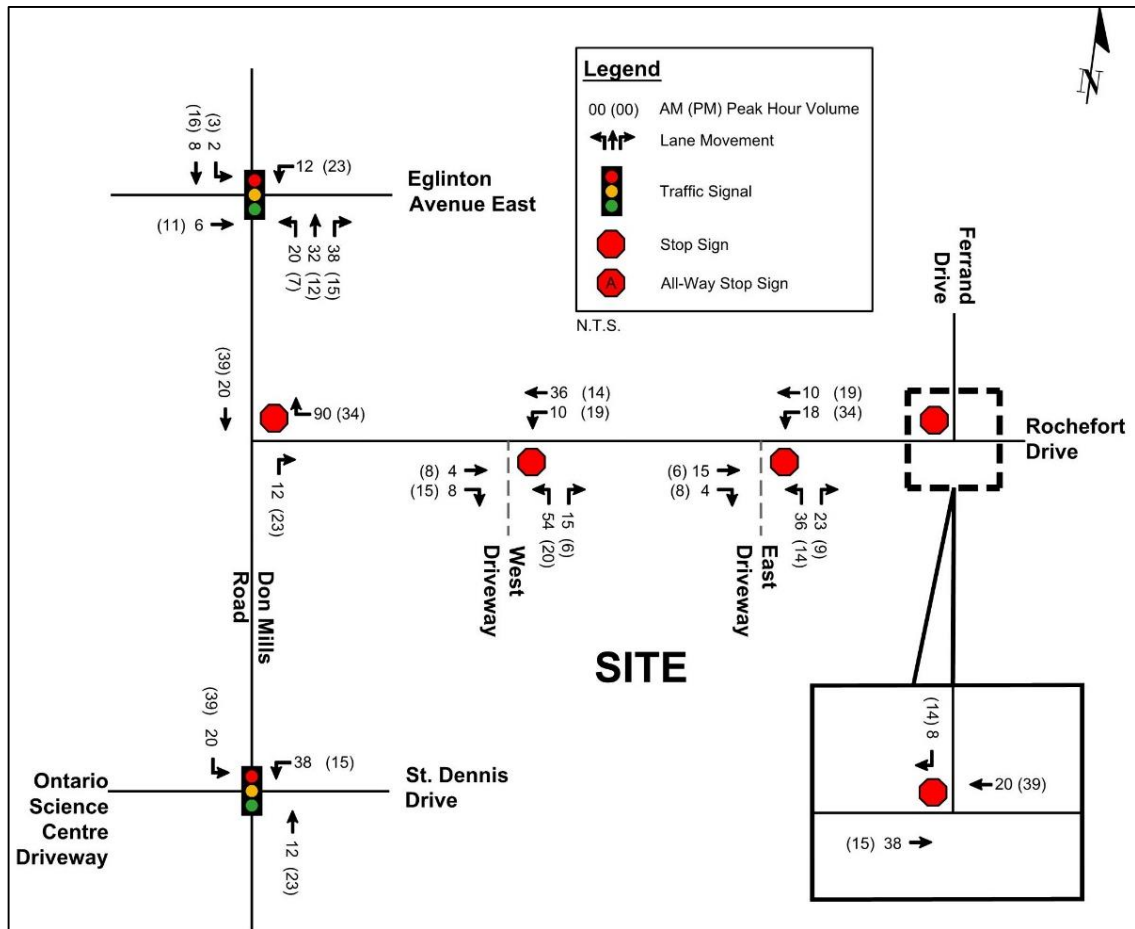 N
Legend
00 (00) AM (PM) Peak Hour Volume
Lane Movement
Traffic Signal
Stop Sign
A All-Way Stop Sign
N.T.S.
(16) 8
(3) 2
12 (23)
Eglinton
Avenue East
(11) 6
20 (7)
32 (12)
38 (15)
Ferrand
Drive
(39) 20
90 (34)
12 (23)
36 (14)
10 (19)
(8) 4
(15) 8
54 (20)
15 (6)
West
Driveway
10 (19)
18 (34)
(6) 15
(8) 4
36 (14)
23 (9)
East
Driveway
Rochefort
Drive
Don Mills
Road
SITE
(39) 20
38 (15)
Ontario
Science
Centre
Driveway
St. Dennis
Drive
12 (23)
(14) 8
20 (39)
(15) 38